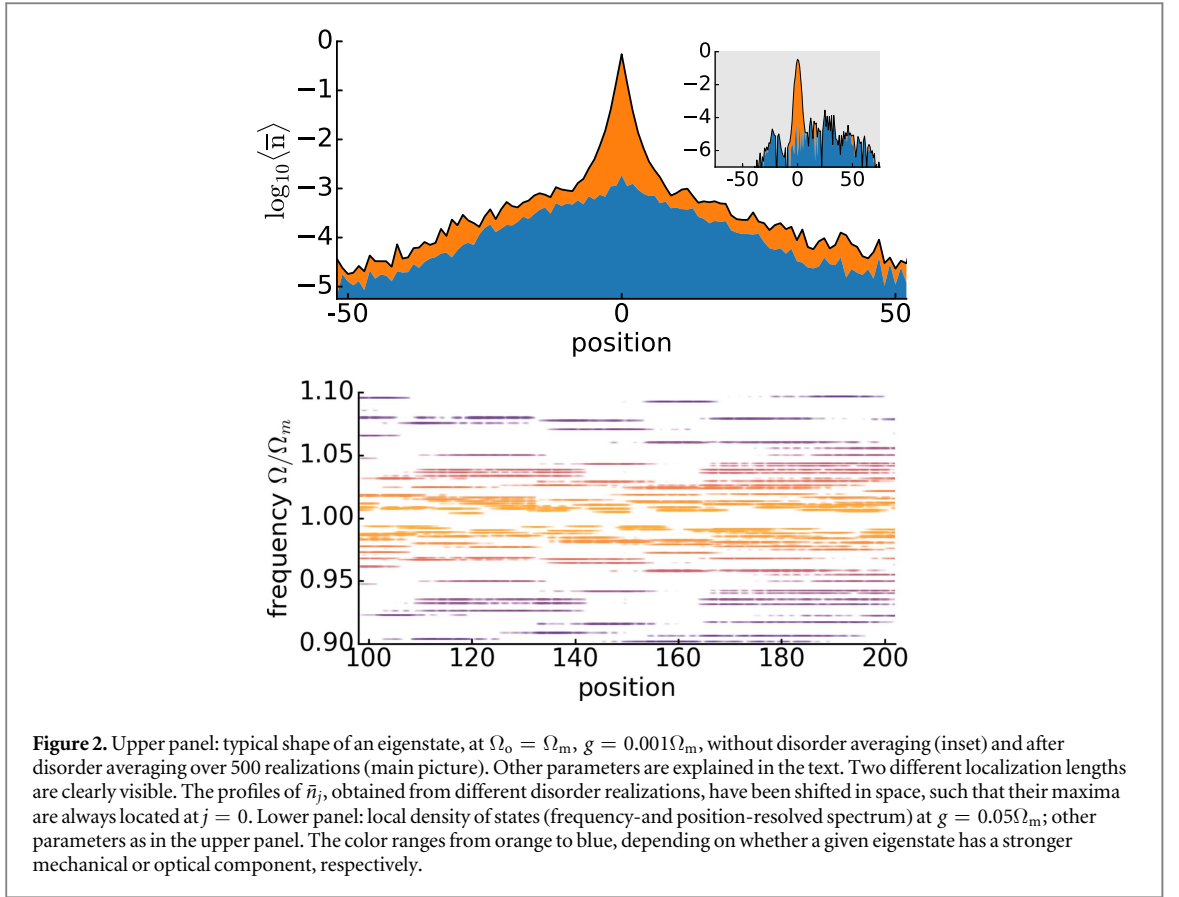 0
−1
−2
−3
−4
−5
log₁₀⟨n̅⟩
-50
0
50
position
0
−2
−4
−6
-50
0
50
1.10
1.05
1.00
0.95
0.90
frequency Ω/Ωₘ
100
120
140
160
180
200
position
Figure 2. Upper panel: typical shape of an eigenstate, at Ωₒ = Ωₘ, g = 0.001Ωₘ, without disorder averaging (inset) and after
disorder averaging over 500 realizations (main picture). Other parameters are explained in the text. Two different localization lengths
are clearly visible. The profiles of n̄ⱼ, obtained from different disorder realizations, have been shifted in space, such that their maxima
are always located at j = 0. Lower panel: local density of states (frequency-and position-resolved spectrum) at g = 0.05Ωₘ; other
parameters as in the upper panel. The color ranges from orange to blue, depending on whether a given eigenstate has a stronger
mechanical or optical component, respectively.